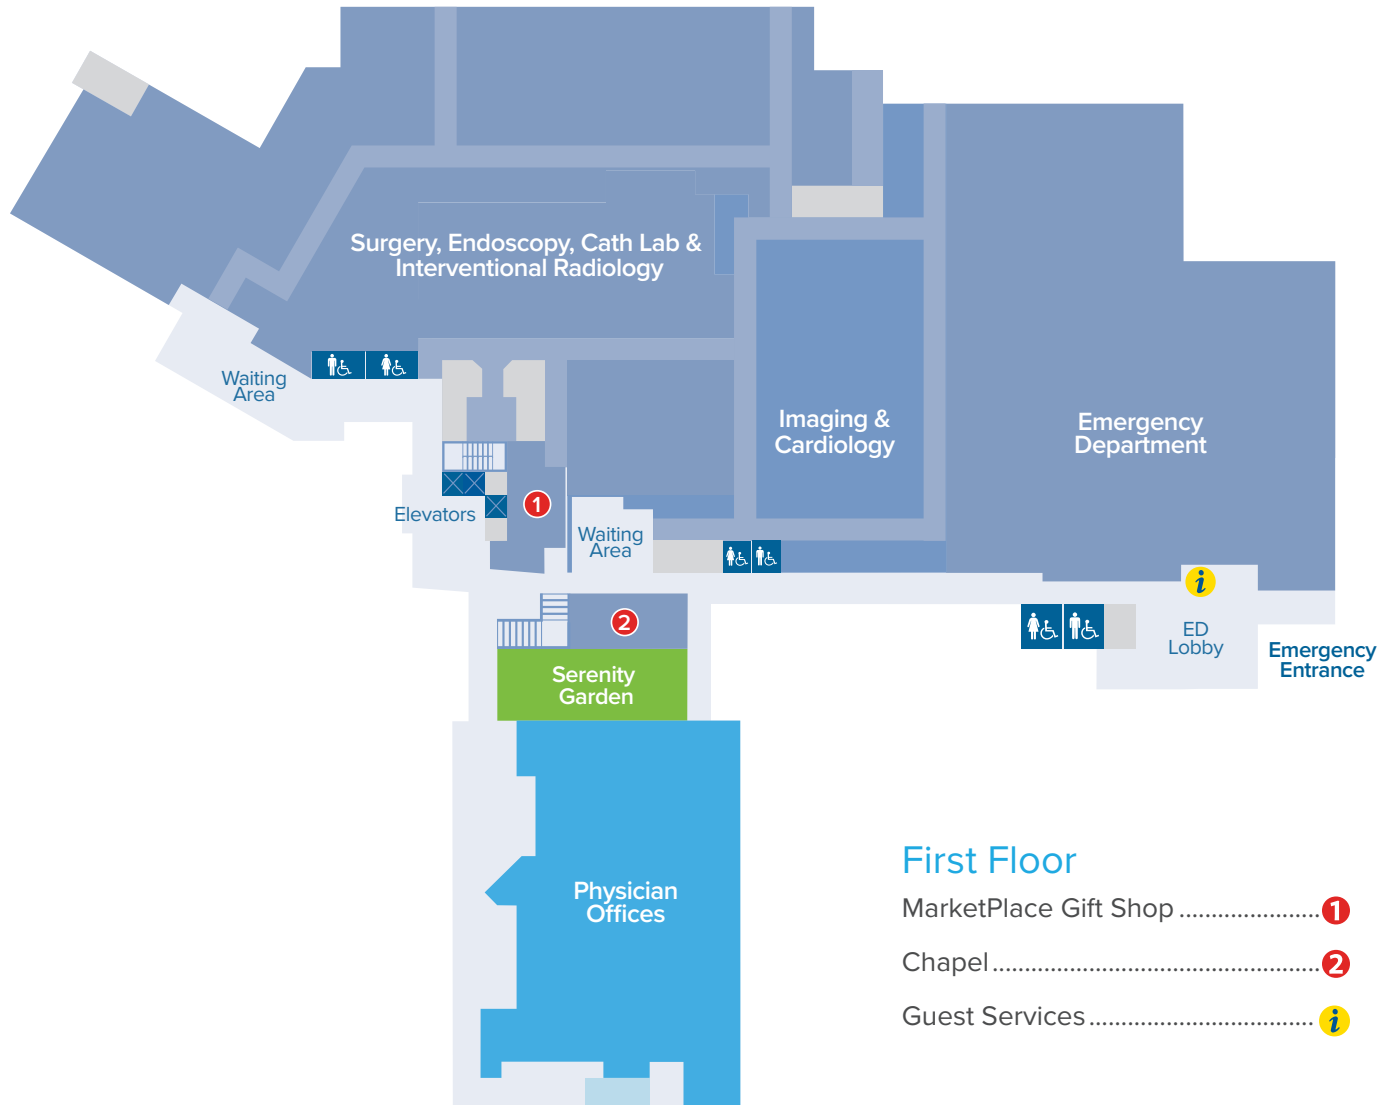 Surgery, Endoscopy, Cath Lab &
Interventional Radiology
Waiting
Area
Imaging &
Cardiology
Emergency
Department
Elevators
1
Waiting
Area
i
2
ED
Lobby
Emergency
Entrance
Serenity
Garden
Physician
Offices
First Floor
MarketPlace Gift Shop ...................... 1
Chapel .................................................. 2
Guest Services ................................... i